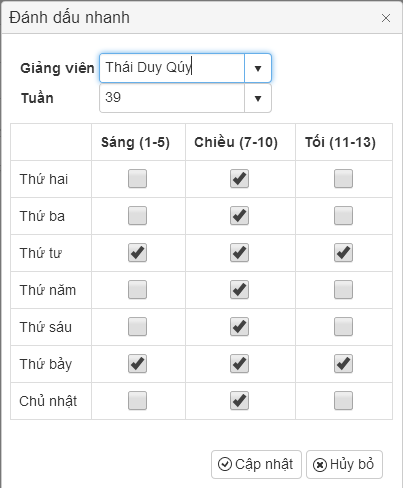 Đánh dấu nhanh
Giảng viên Thái Duy Qúy
Tuần 39
Sáng (1-5) Chiều (7-10) Tối (11-13)
Thứ hai
Thứ ba
Thứ tư
Thứ năm
Thứ sáu
Thứ bảy
Chủ nhật
Cập nhật Hủy bỏ